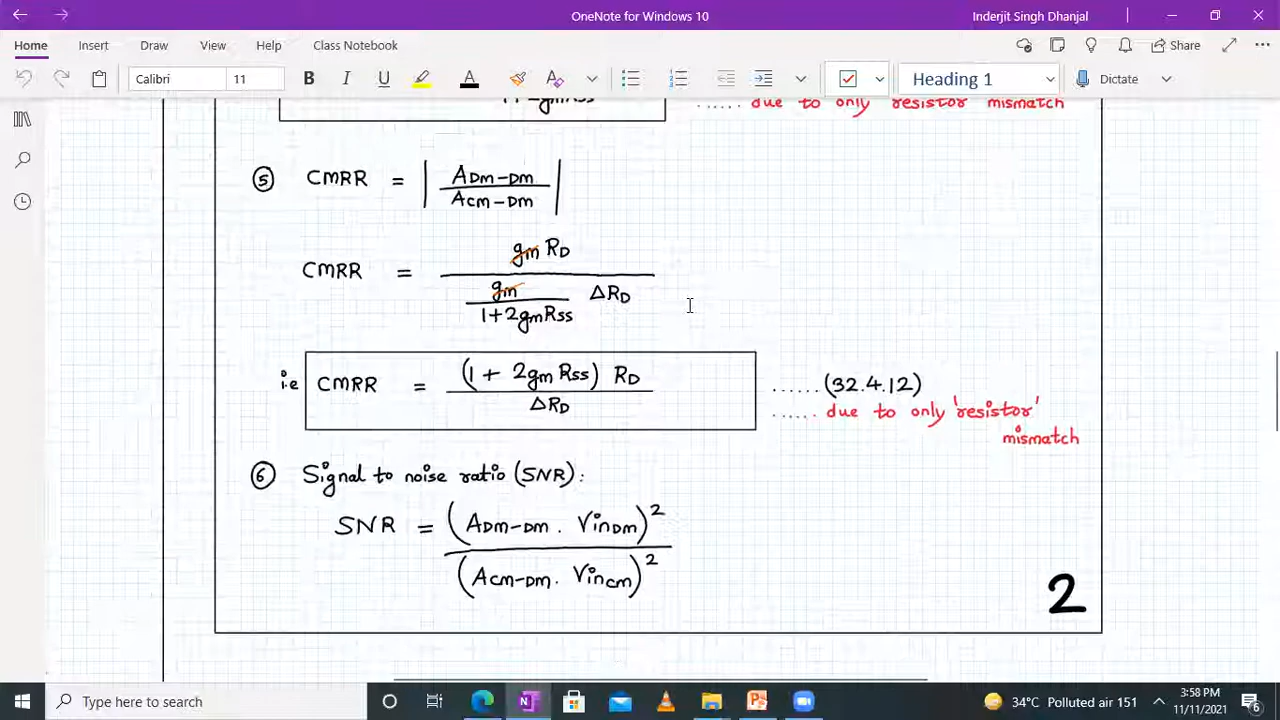 OneNote for Windows 10
Inderjit Singh Dhanjal
Home Insert Draw View Help Class Notebook
Share
Calibri 11 B I U A Heading 1 Dictate
1+2gmRss
...... due to only resistor mismatch
⑤ CMRR = | ADM-DM / ACM-DM |
CMRR = gm RD
gm / 1+2gmRss ΔRD
i.e CMRR = (1 + 2gm Rss) RD / ΔRD
......(32.4.12)
...... due to only 'resistor'
mismatch
⑥ Signal to noise ratio (SNR):
SNR = (ADM-DM . VinDM)²
(ACM-DM. VinCM)²
2
Type here to search
34°C Polluted air 151
3:58 PM
11/11/2021
6